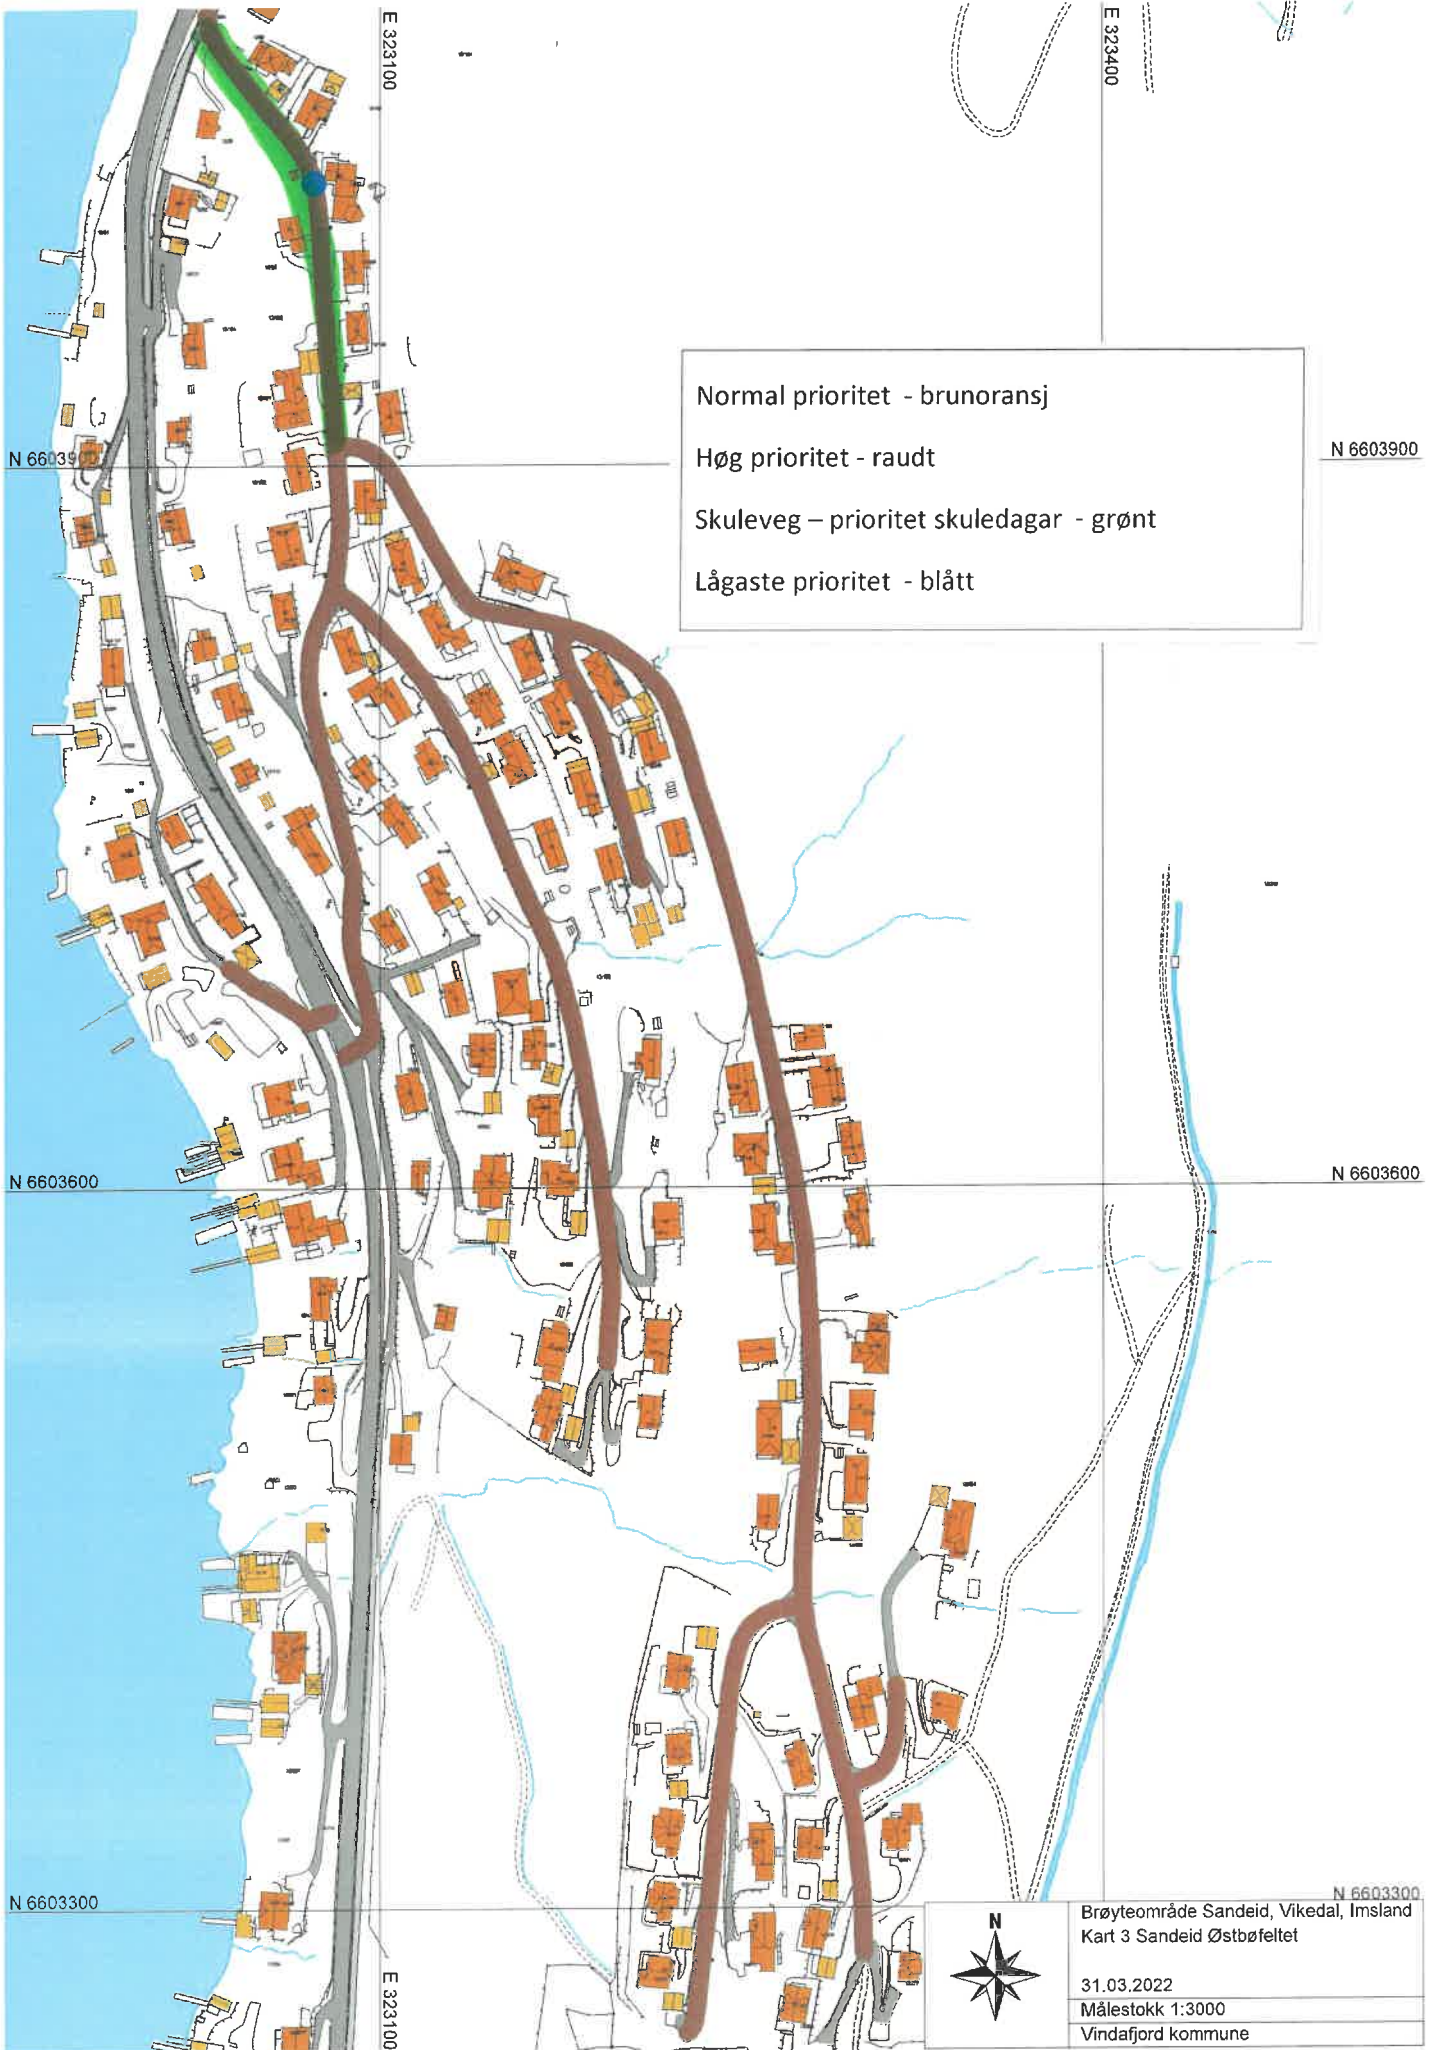 E 323100
E 323400
Normal prioritet - brunoransj
Høg prioritet - raudt
Skuleveg – prioritet skuledagar - grønt
Lågaste prioritet - blått
N 6603900
N 6603900
N 6603600
N 6603600
N 6603300
N 6603300
E 323100
N
Brøyteområde Sandeid, Vikedal, Imsland
Kart 3 Sandeid Østbøfeltet
31.03.2022
Målestokk 1:3000
Vindafjord kommune